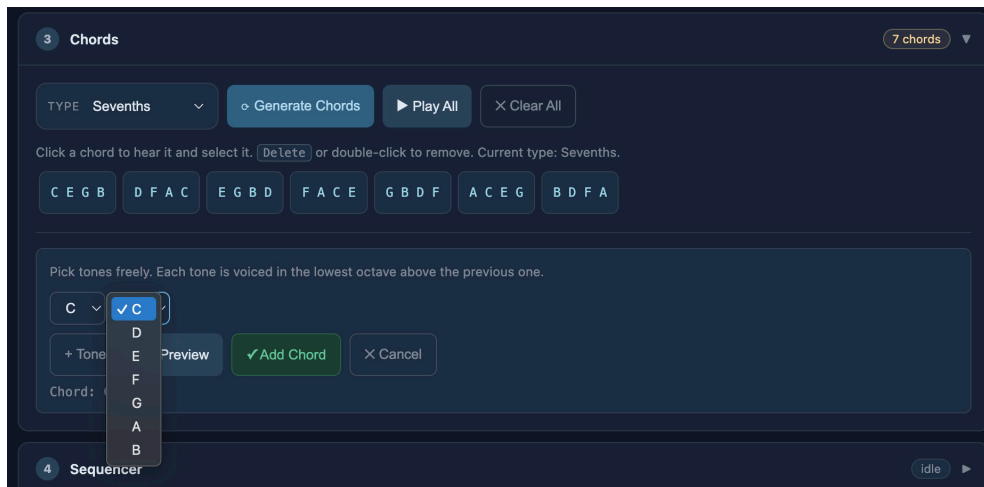 3 Chords 7 chords ▼
TYPE Sevenths ⟳ Generate Chords ▶ Play All ✕ Clear All
Click a chord to hear it and select it. Delete or double-click to remove. Current type: Sevenths.
C E G B D F A C E G B D F A C E G B D F A C E G B D F A
Pick tones freely. Each tone is voiced in the lowest octave above the previous one.
C ✓ C
D
+ Tone E Preview ✔Add Chord ✕ Cancel
F
Chord:
G
A
B
4 Sequencer idle ▶